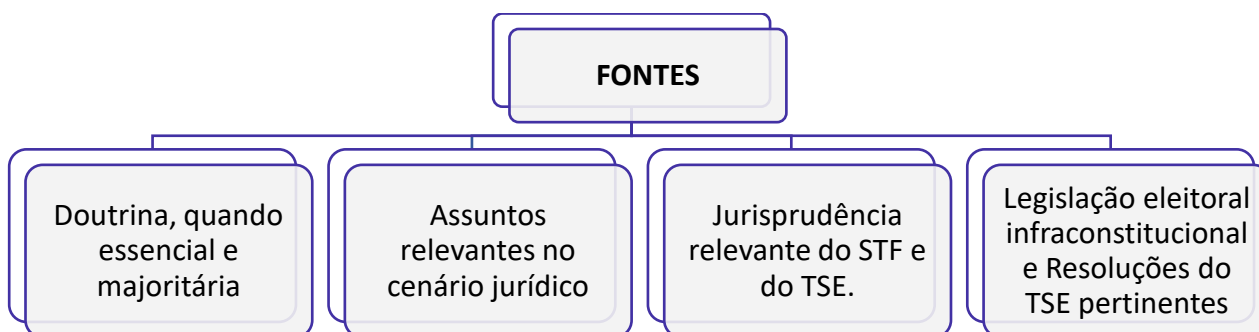 FONTES
Doutrina, quando
essencial e
majoritária
Assuntos
relevantes no
cenário jurídico
Jurisprudência
relevante do STF e
do TSE.
Legislação eleitoral
infraconstitucional
e Resoluções do
TSE pertinentes